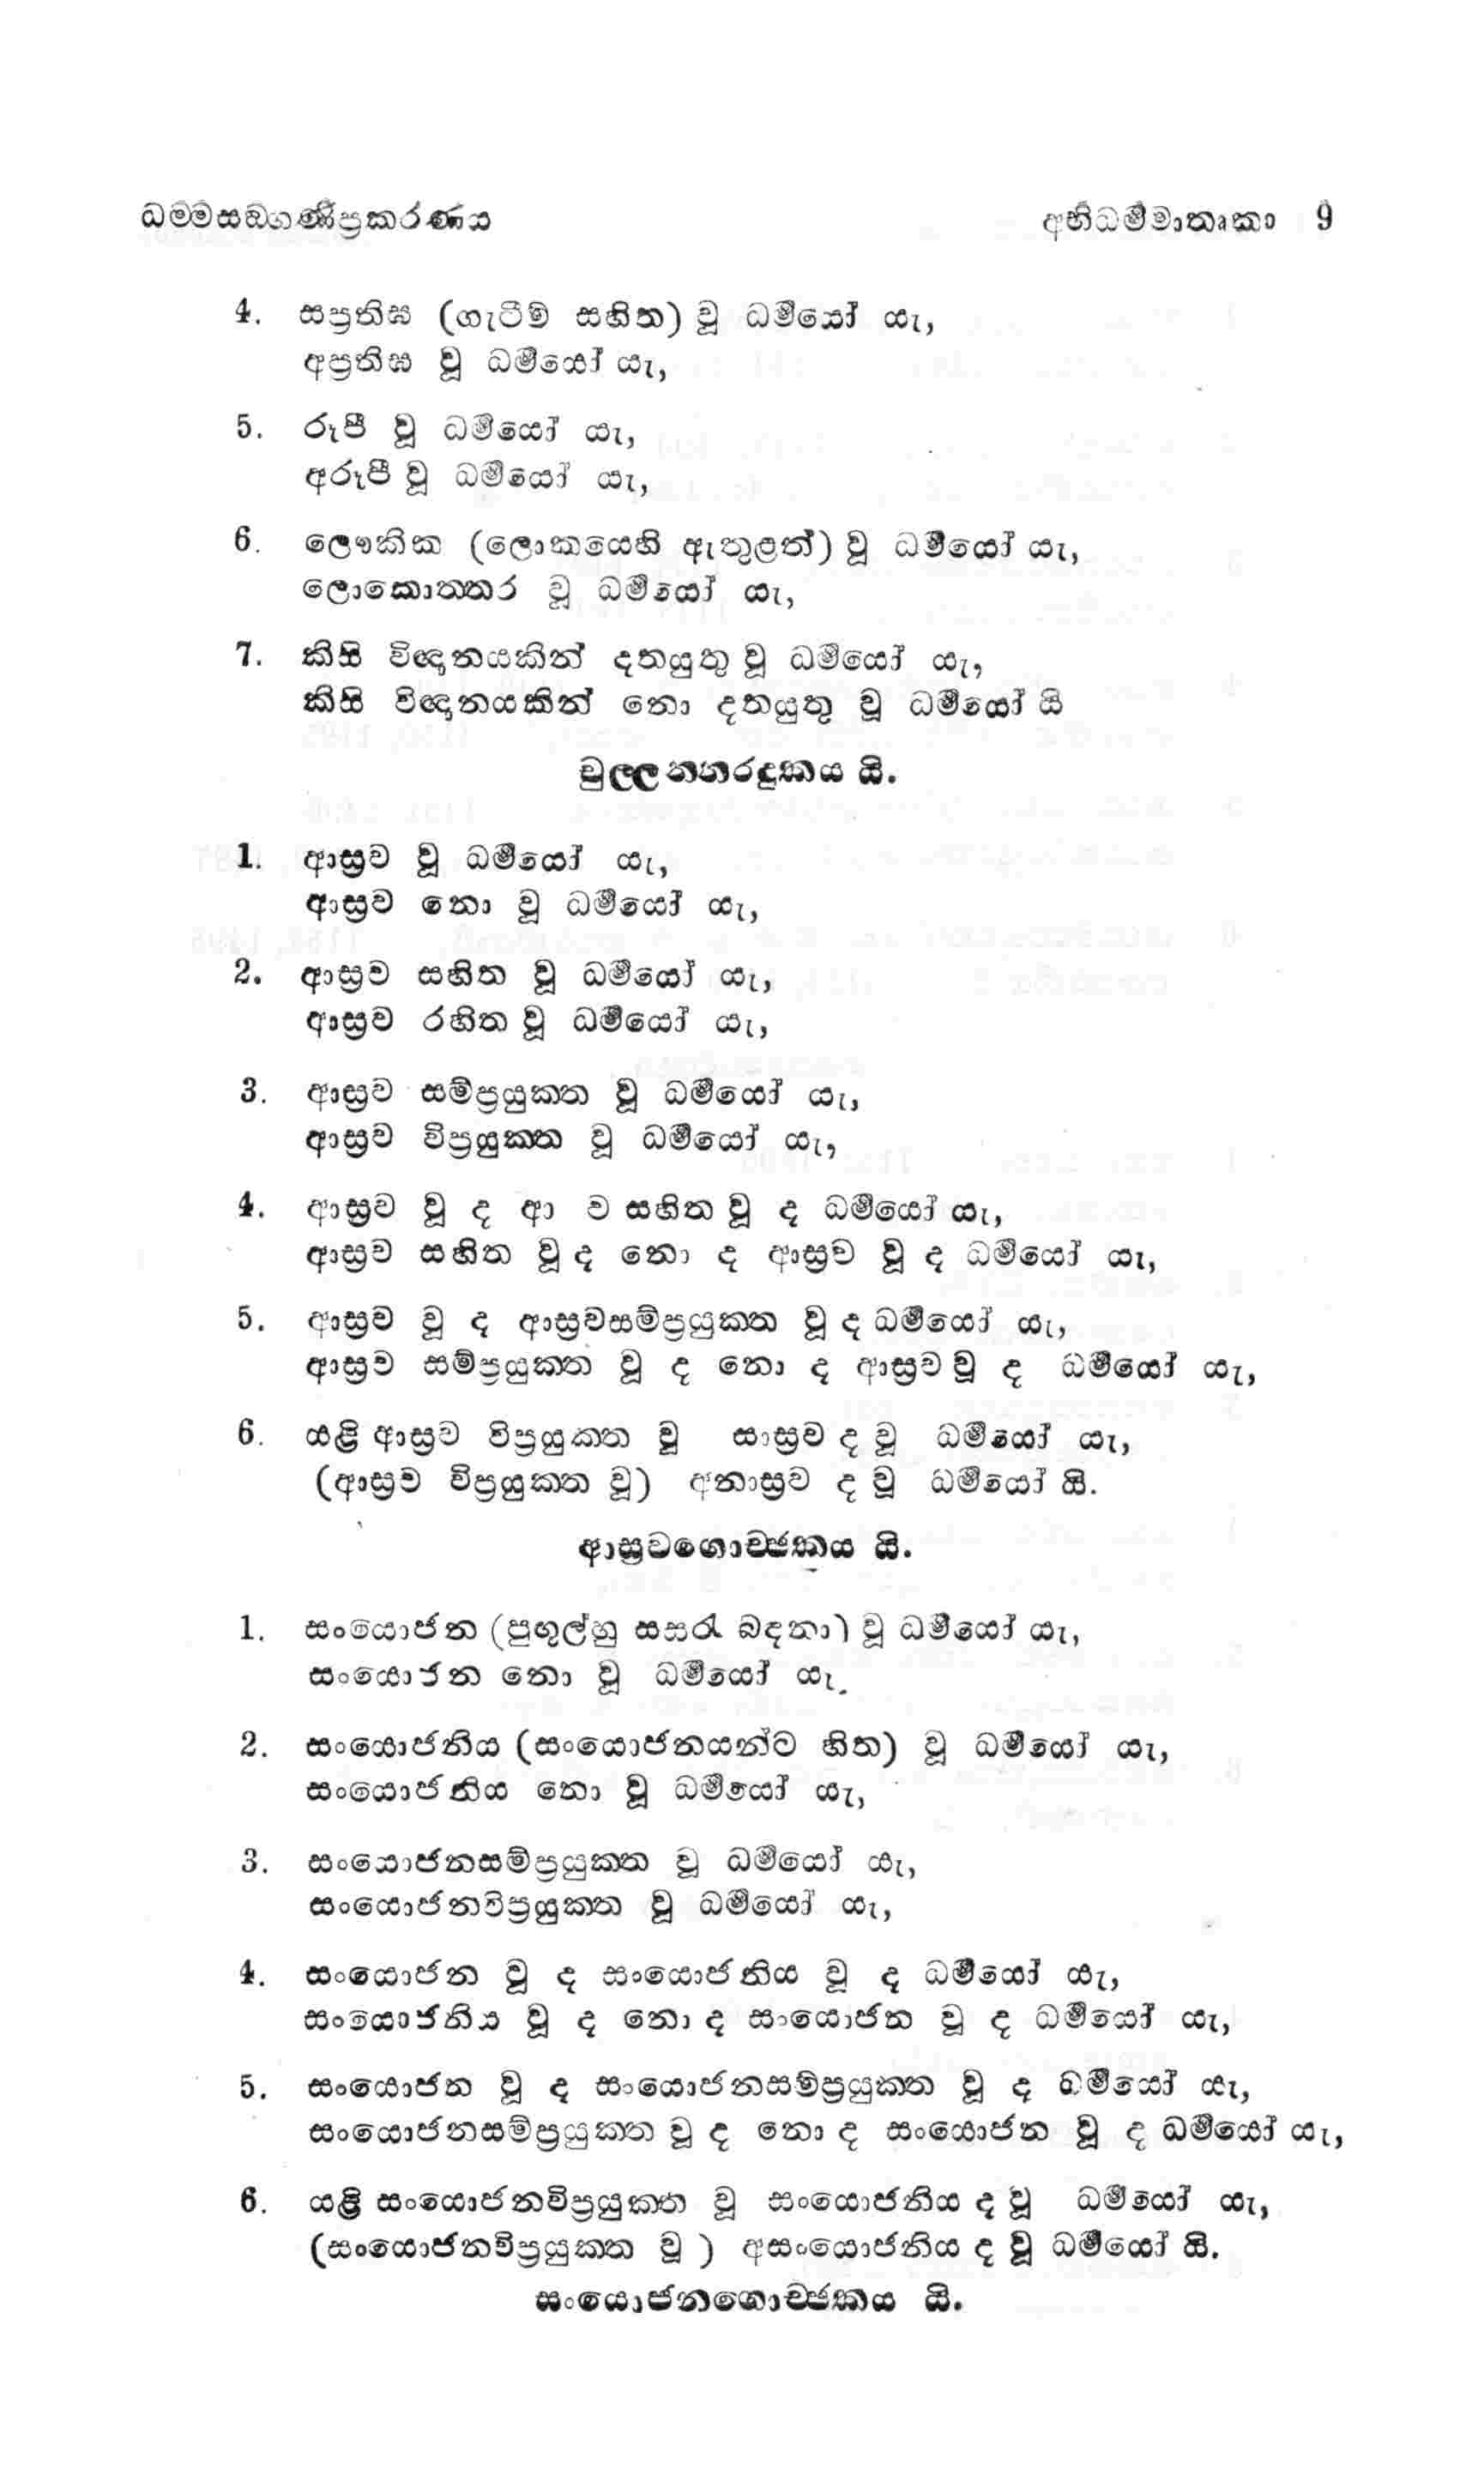 ධම්මසඞ්ගණීප්‍රකරණය අභිධර්‍මමාතෘකා 9
4. සප්‍රතිඝ (ගැටීම් සහිත) වූ ධර්‍මයෝ යැ,
අප්‍රතිඝ වූ ධර්‍මයෝ යැ,
5. රූපී වූ ධර්‍මයෝ යැ,
අරූපී වූ ධර්‍මයෝ යැ,
6. ලෞකික (ලොකයෙහි ඇතුළත්) වූ ධර්‍මයෝ යැ,
ලොකොත්තර වූ ධර්‍මයෝ යැ,
7. කිසි විඥානයකින් දතයුතු වූ ධර්‍මයෝ යැ,
කිසි විඥානයකින් නො දතයුතු වූ ධර්‍මයෝ යි
චුල්ලන්තරදුකය යි.
1. ආස්‍රව වූ ධර්‍මයෝ යැ,
ආස්‍රව නො වූ ධර්‍මයෝ යැ,
2. ආස්‍රව සහිත වූ ධර්‍මයෝ යැ,
ආස්‍රව රහිත වූ ධර්‍මයෝ යැ,
3. ආස්‍රව සම්ප්‍රයුක්ත වූ ධර්‍මයෝ යැ,
ආස්‍රව විප්‍රයුක්ත වූ ධර්‍මයෝ යැ,
4. ආස්‍රව වූ ද ආ ව සහිත වූ ද ධර්‍මයෝ යැ,
ආස්‍රව සහිත වූ ද නො ද ආස්‍රව වූ ද ධර්‍මයෝ යැ,
5. ආස්‍රව වූ ද ආස්‍රවසම්ප්‍රයුක්ත වූ ද ධර්‍මයෝ යැ,
ආස්‍රව සම්ප්‍රයුක්ත වූ ද නො ද ආස්‍රව වූ ද ධර්‍මයෝ යැ,
6. යළි ආස්‍රව විප්‍රයුක්ත වූ සාස්‍රව ද වූ ධර්‍මයෝ යැ,
(ආස්‍රව විප්‍රයුක්ත වූ) අනාස්‍රව ද වූ ධර්‍මයෝ යි.
ආස්‍රවගොච්ඡකය යි.
1. සංයොජන (පුඟුල්හු සසරැ බඳනා) වූ ධර්‍මයෝ යැ,
සංයොජන නො වූ ධර්‍මයෝ යැ.
2. සංයොජනිය (සංයොජනයන්ට හිත) වූ ධර්‍මයෝ යැ,
සංයොජනිය නො වූ ධර්‍මයෝ යැ,
3. සංයොජනසම්ප්‍රයුක්ත වූ ධර්‍මයෝ යැ,
සංයොජනවිප්‍රයුක්ත වූ ධර්‍මයෝ යැ,
4. සංයොජන වූ ද සංයොජනිය වූ ද ධර්‍මයෝ යැ,
සංයොජනිය වූ ද නො ද සංයොජන වූ ද ධර්‍මයෝ යැ,
5. සංයොජන වූ ද සංයොජනසම්ප්‍රයුක්ත වූ ද ධර්‍මයෝ යැ,
සංයොජනසම්ප්‍රයුක්ත වූ ද නො ද සංයොජන වූ ද ධර්‍මයෝ යැ,
6. යළි සංයොජනවිප්‍රයුක්ත වූ සංයොජනිය ද වූ ධර්‍මයෝ යැ,
(සංයොජනවිප්‍රයුක්ත වූ ) අසංයොජනිය ද වූ ධර්‍මයෝ යි.
සංයොජනගොච්ඡකය යි.